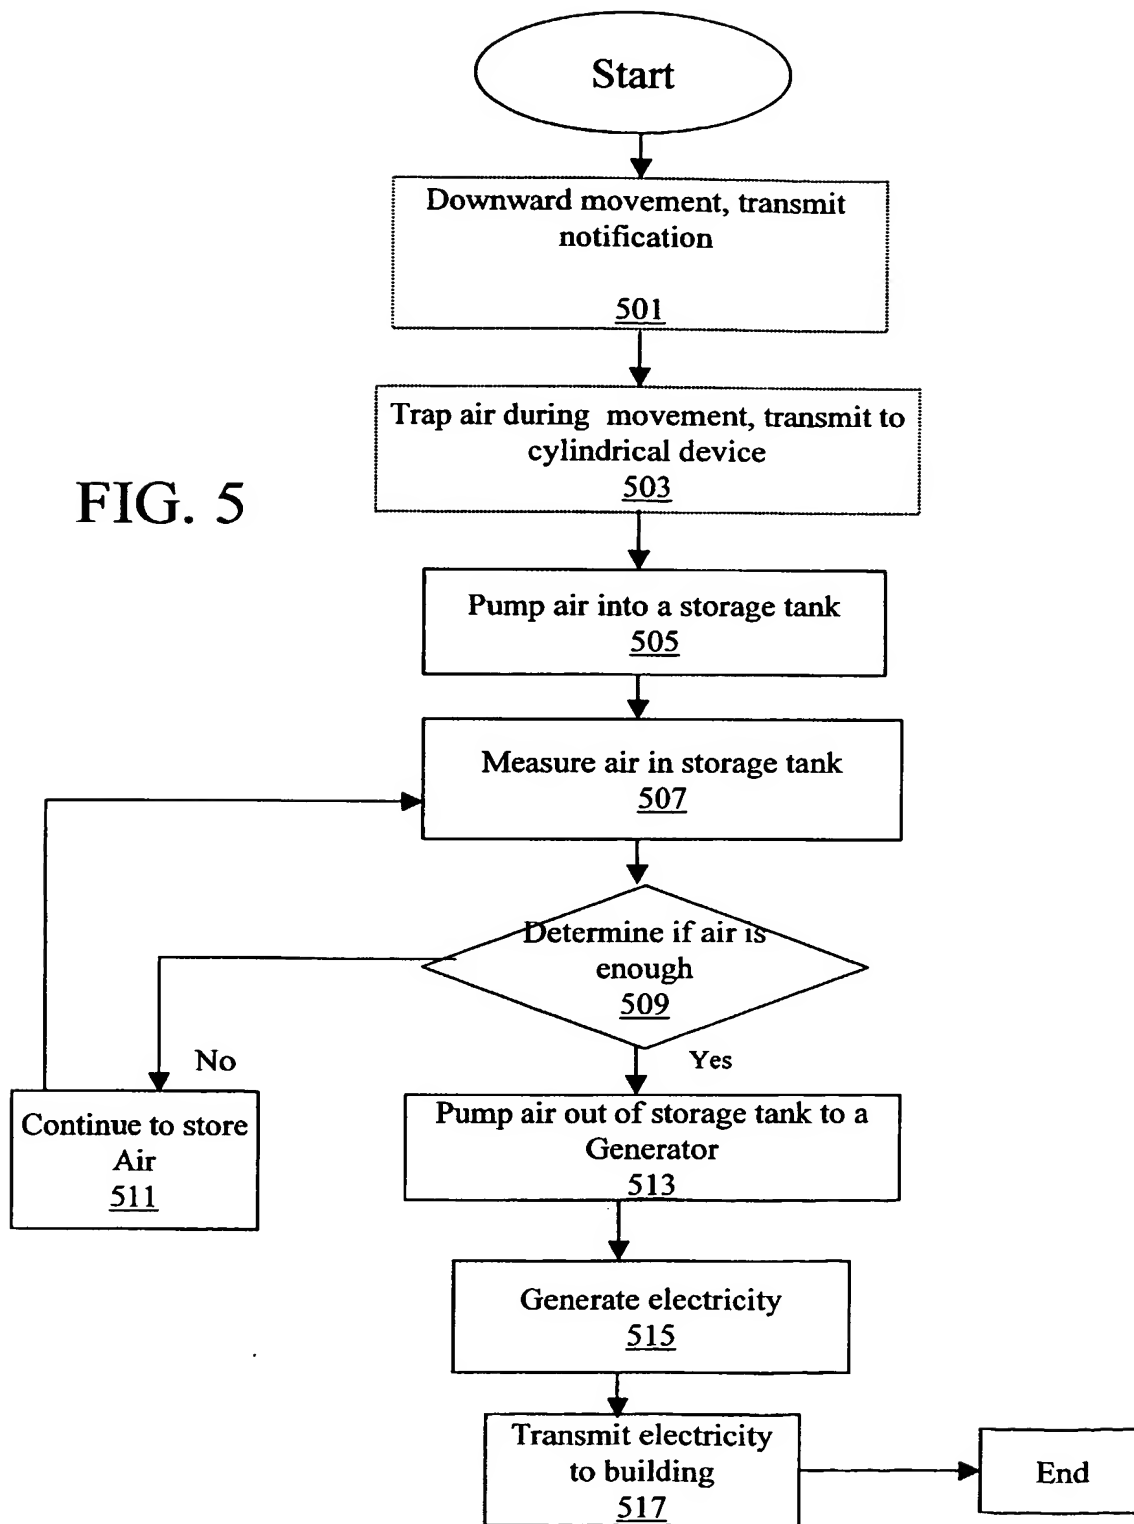 Start
Downward movement, transmit
notification
501
Trap air during movement, transmit to
cylindrical device
503
FIG. 5
Pump air into a storage tank
505
Measure air in storage tank
507
Determine if air is
enough
509
No
Yes
Continue to store
Air
511
Pump air out of storage tank to a
Generator
513
Generate electricity
515
Transmit electricity
to building
517
End